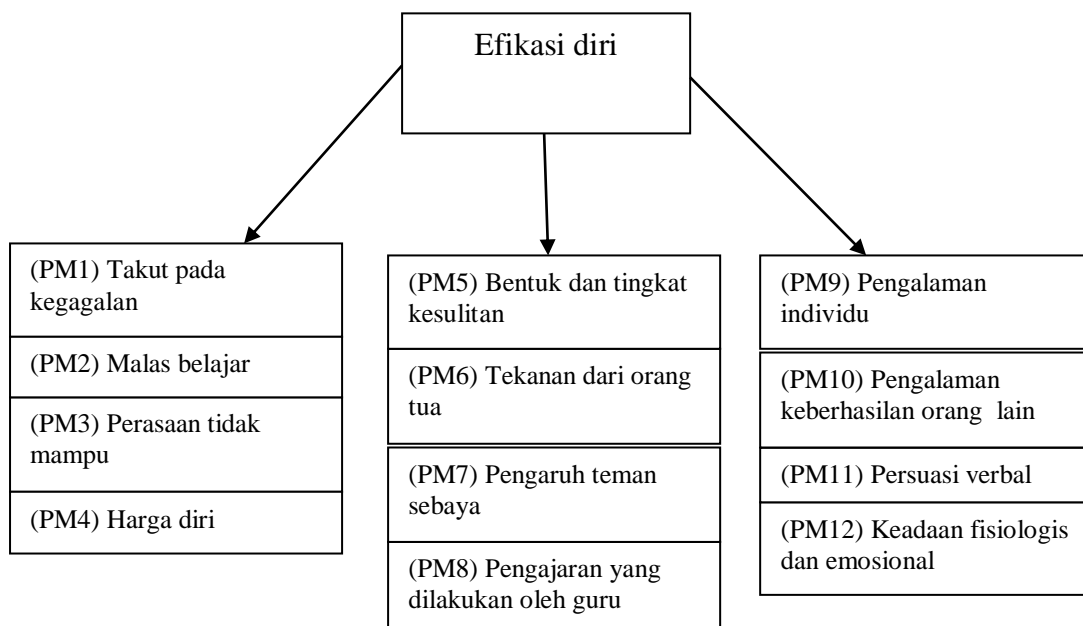 Efikasi diri
(PM1) Takut pada
kegagalan
(PM2) Malas belajar
(PM3) Perasaan tidak
mampu
(PM4) Harga diri
(PM5) Bentuk dan tingkat
kesulitan
(PM6) Tekanan dari orang
tua
(PM7) Pengaruh teman
sebaya
(PM8) Pengajaran yang
dilakukan oleh guru
(PM9) Pengalaman
individu
(PM10) Pengalaman
keberhasilan orang lain
(PM11) Persuasi verbal
(PM12) Keadaan fisiologis
dan emosional